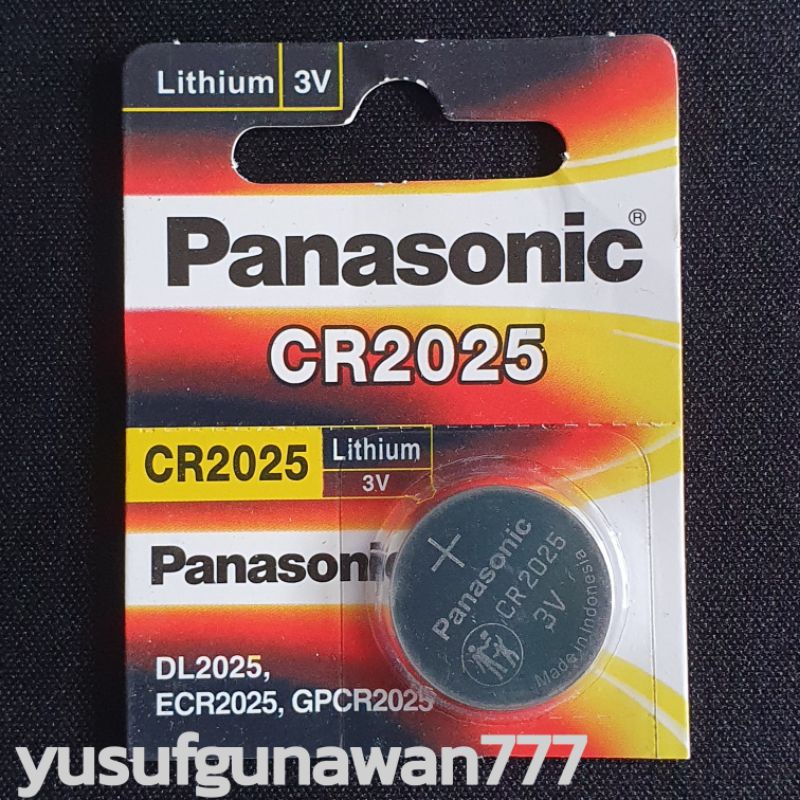 Lithium 3V
Panasonic®
CR2025
CR2025 Lithium
3V
Panasonic
DL2025,
ECR2025, GPCR2025
+
Panasonic
CR2025
3V
Made in Indonesia
yusufgunawan777